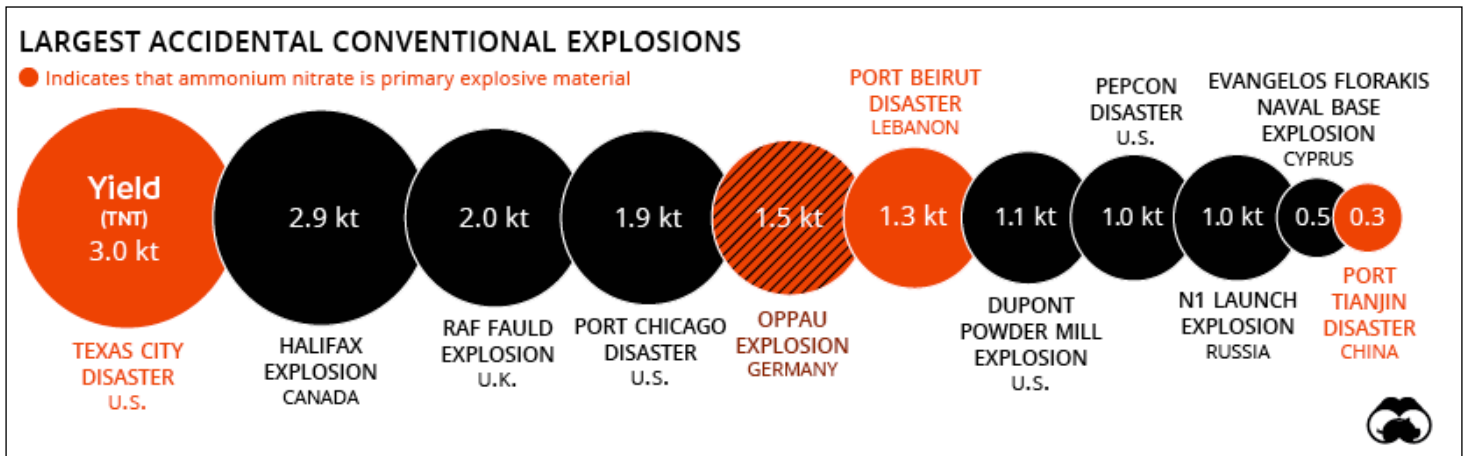 LARGEST ACCIDENTAL CONVENTIONAL EXPLOSIONS
Indicates that ammonium nitrate is primary explosive material
Yield
(TNT)
3.0 kt
TEXAS CITY
DISASTER
U.S.
2.9 kt
HALIFAX
EXPLOSION
CANADA
2.0 kt
RAF FAULD
EXPLOSION
U.K.
1.9 kt
PORT CHICAGO
DISASTER
U.S.
1.5 kt
OPPAU
EXPLOSION
GERMANY
PORT BEIRUT
DISASTER
LEBANON
1.3 kt
1.1 kt
DUPONT
POWDER MILL
EXPLOSION
U.S.
PEPCON
DISASTER
U.S.
1.0 kt
1.0 kt
N1 LAUNCH
EXPLOSION
RUSSIA
EVANGELOS FLORAKIS
NAVAL BASE
EXPLOSION
CYPRUS
0.5
0.3
PORT
TIANJIN
DISASTER
CHINA